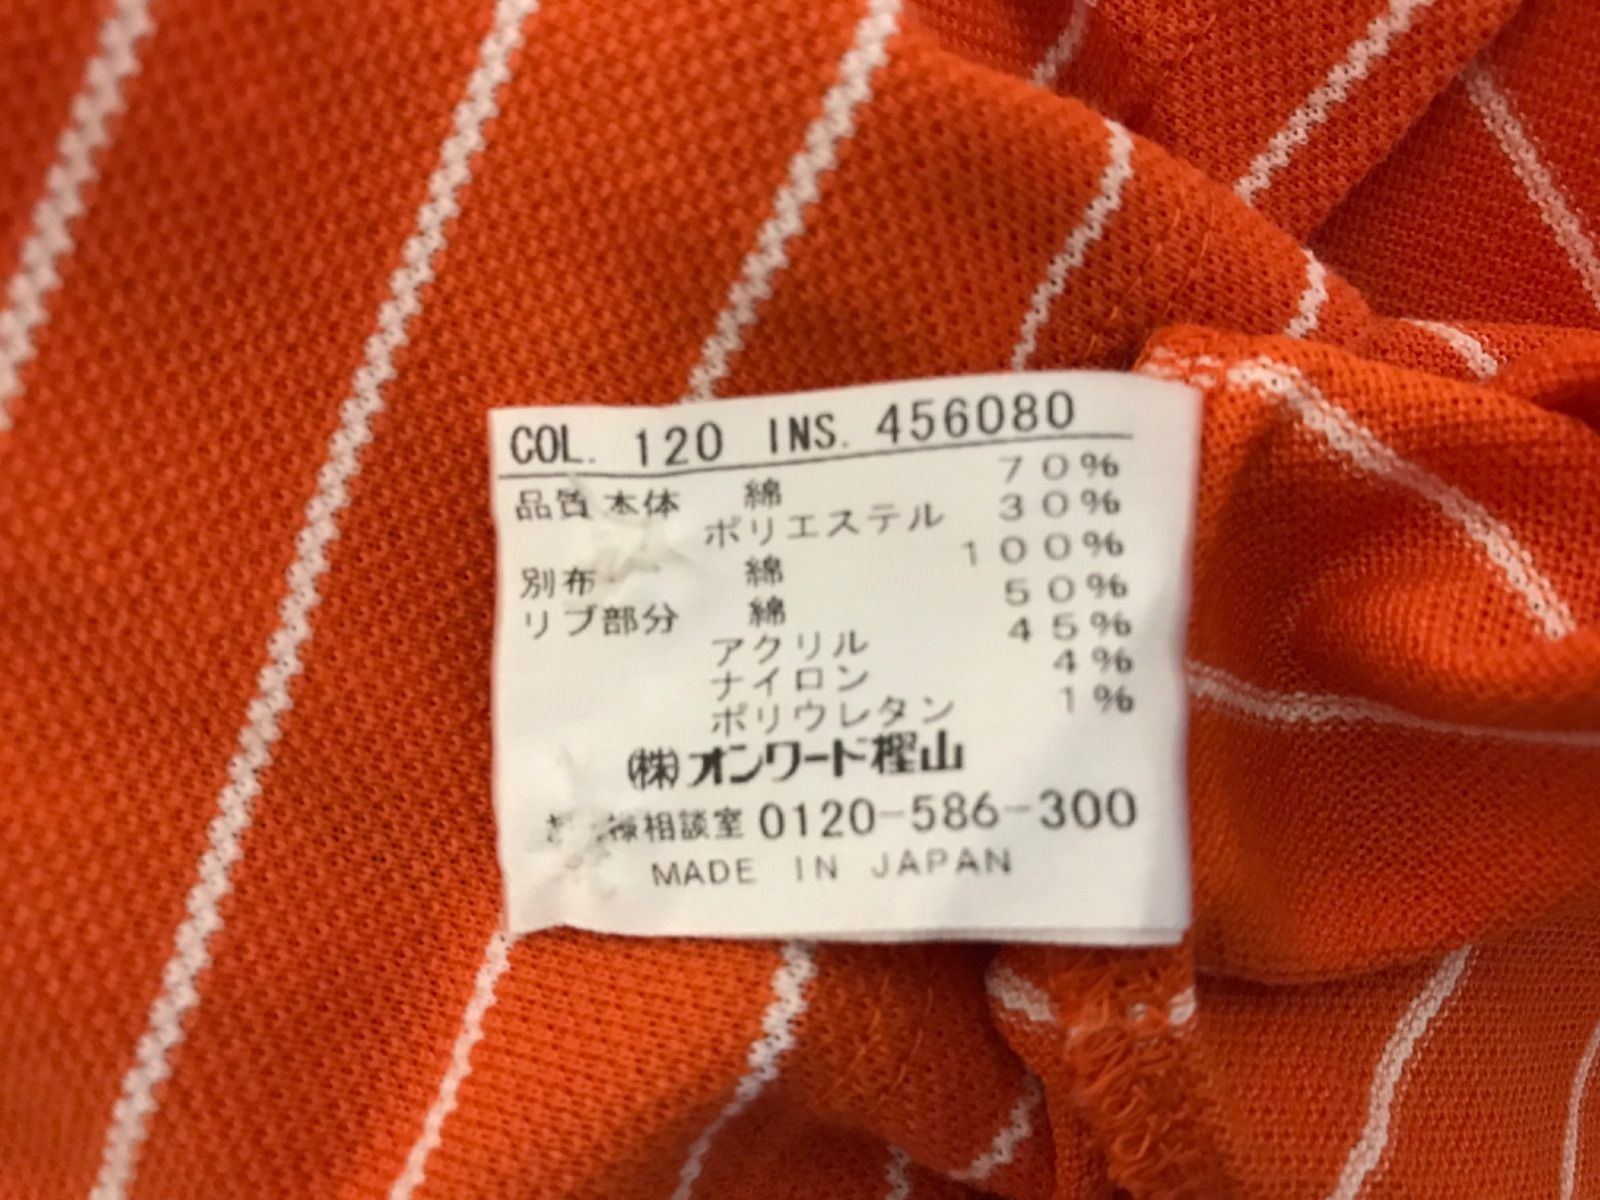 COL. 120 INS. 456080
品質 本体 綿 70%
ポリエステル 30%
別布 綿 100%
リブ部分 綿 50%
アクリル 45%
ナイロン 4%
ポリウレタン 1%
(株)オンワード樫山
相談室 0120-586-300
MADE IN JAPAN